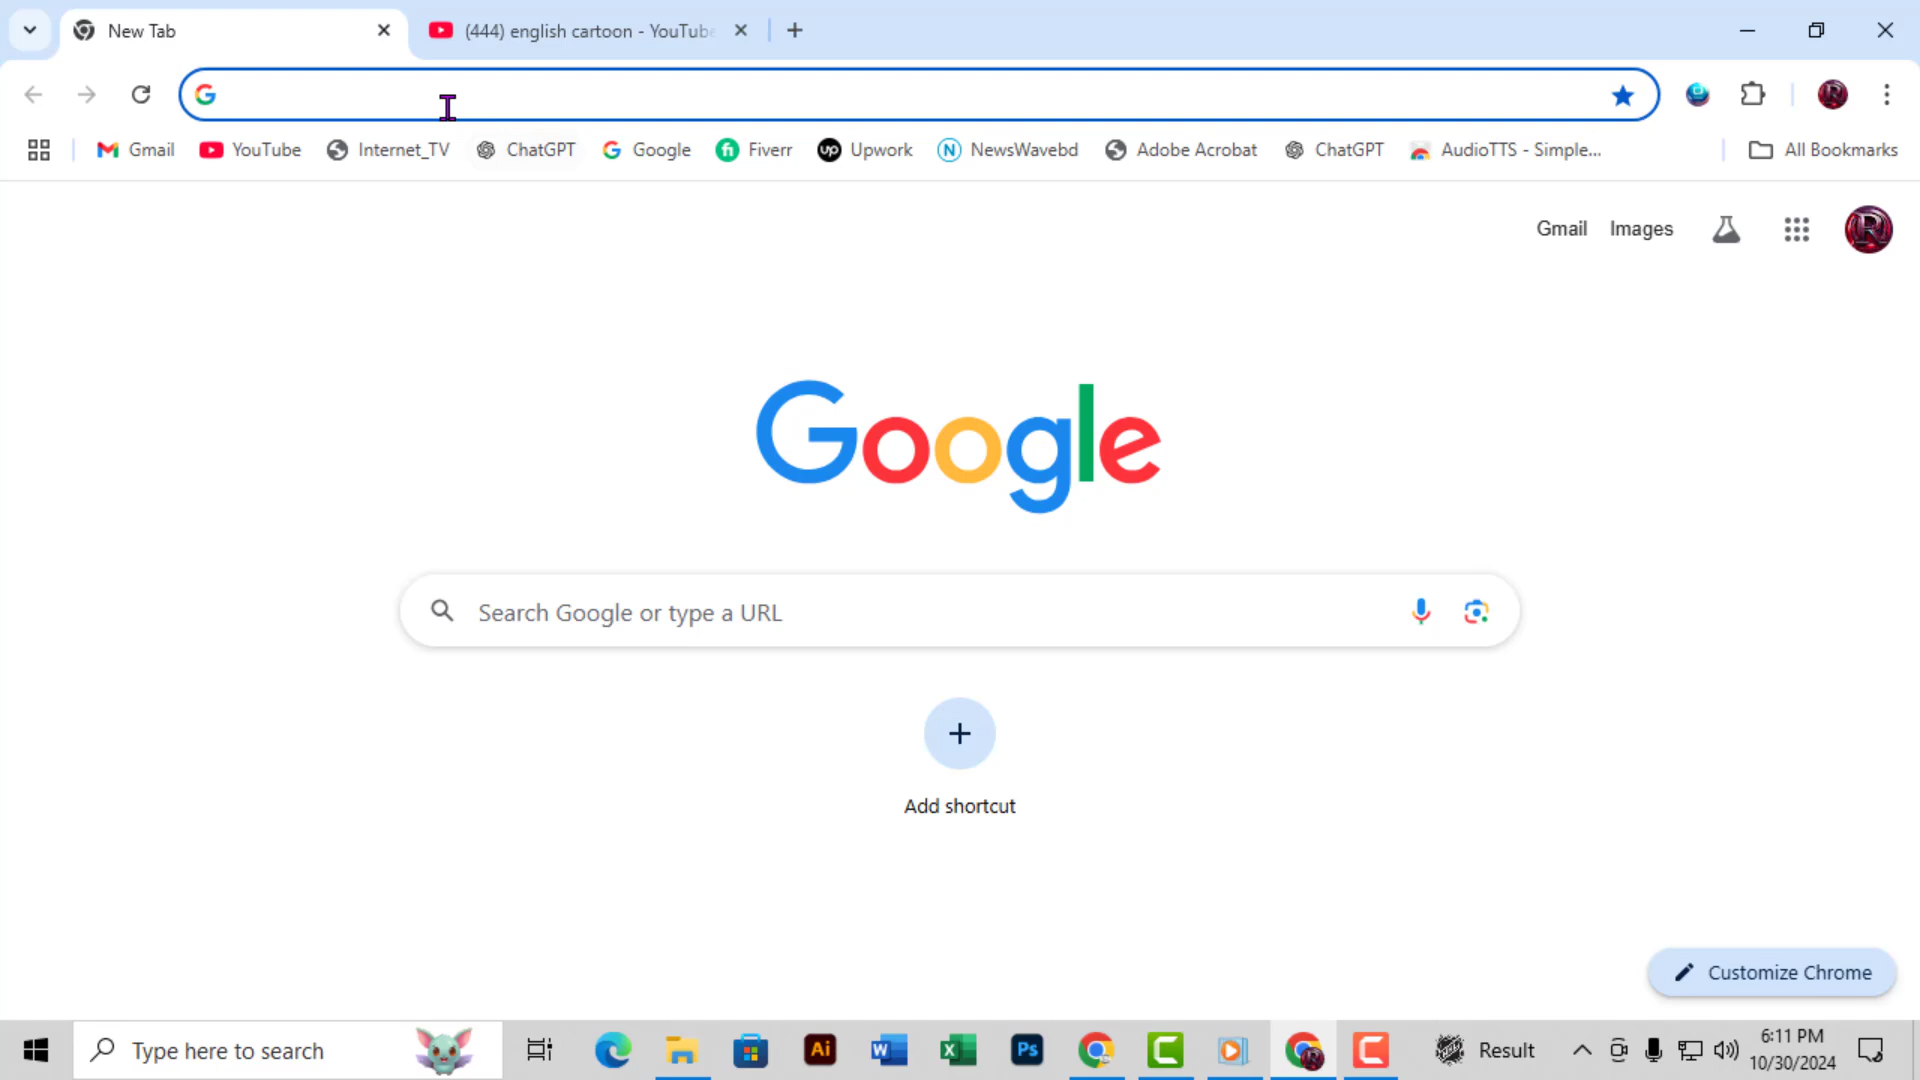 New Tab
(444) english cartoon - YouTube
Gmail
YouTube
Internet_TV
ChatGPT
Google
Fiverr
Upwork
NewsWavebd
Adobe Acrobat
ChatGPT
AudioTTS - Simple...
All Bookmarks
Gmail
Images
Google
Search Google or type a URL
Add shortcut
Customize Chrome
Type here to search
Result
6:11 PM
10/30/2024